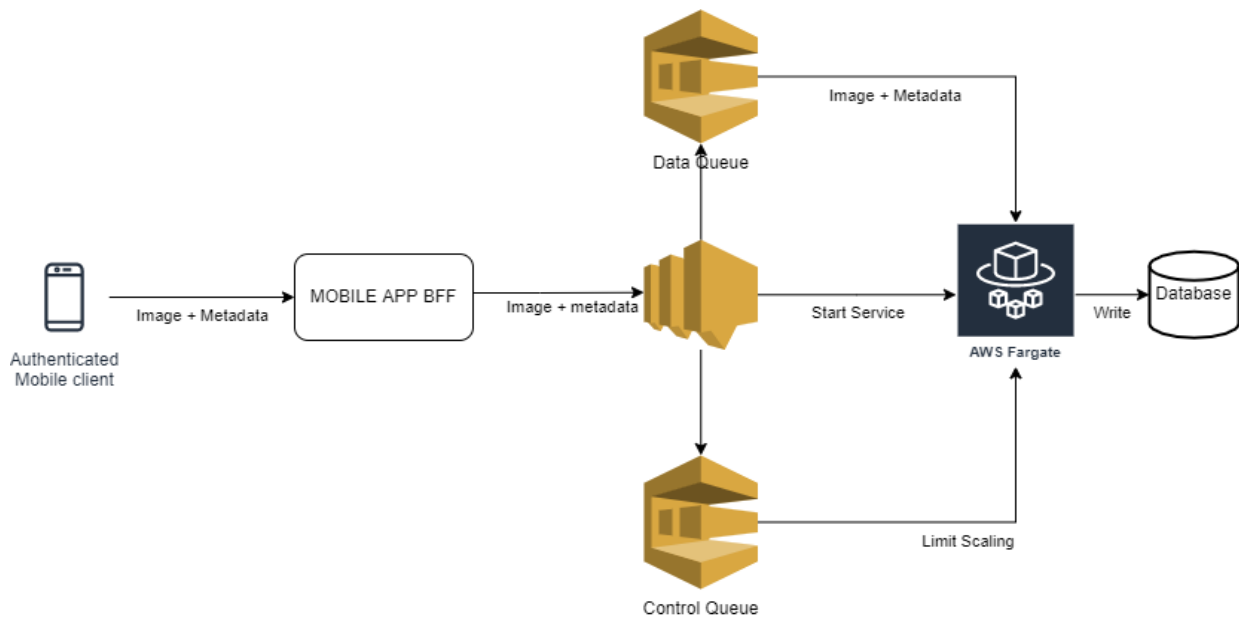 Image + Metadata
Data Queue
Authenticated
Mobile client
Image + Metadata
MOBILE APP BFF
Image + metadata
Start Service
AWS Fargate
Write
Database
Limit Scaling
Control Queue